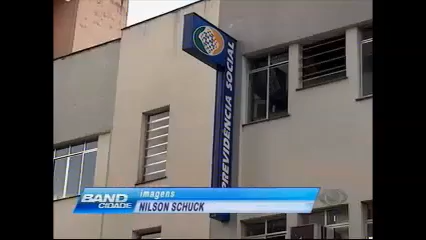 PREVIDÊNCIA SOCIAL
BAND
CIDADE
imagens
NILSON SCHUCK